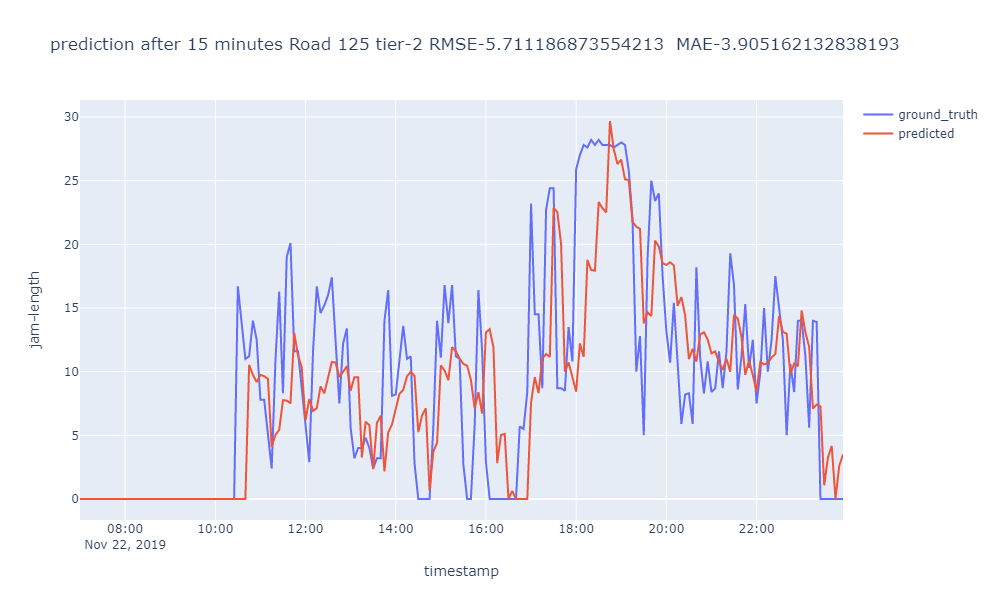 prediction after 15 minutes Road 125 tier-2 RMSE-5.711186873554213  MAE-3.905162132838193
ground_truth
predicted
30
25
20
15
10
5
0
jam-length
08:00 10:00 12:00 14:00 16:00 18:00 20:00 22:00
Nov 22, 2019
timestamp